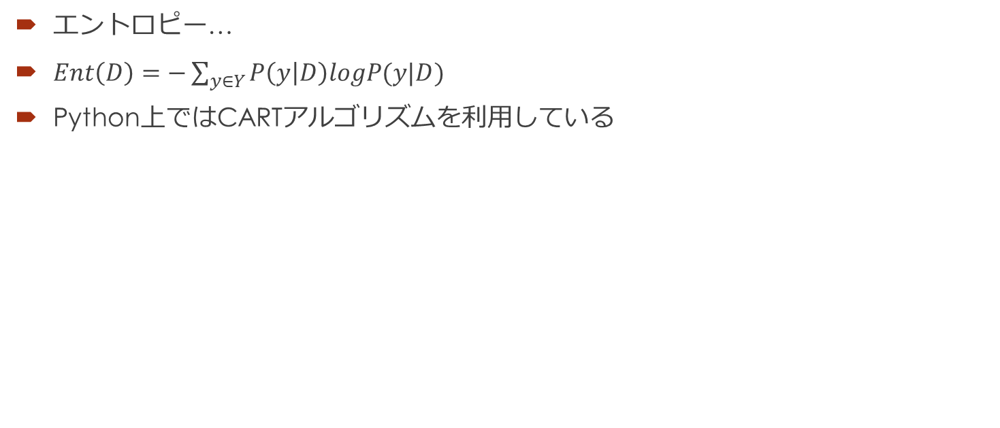 エントロピー…
Ent(D) = − ∑y∈Y P(y|D)logP(y|D)
Python上ではCARTアルゴリズムを利用している